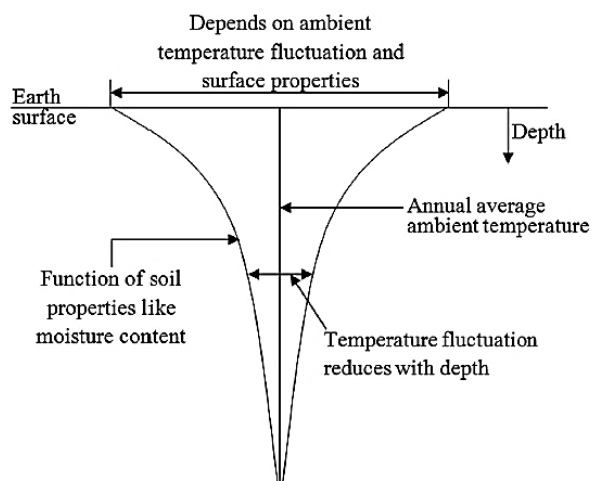 Depends on ambient
temperature fluctuation and
surface properties
Earth
surface
Depth
Annual average
ambient temperature
Function of soil
properties like
moisture content
Temperature fluctuation
reduces with depth